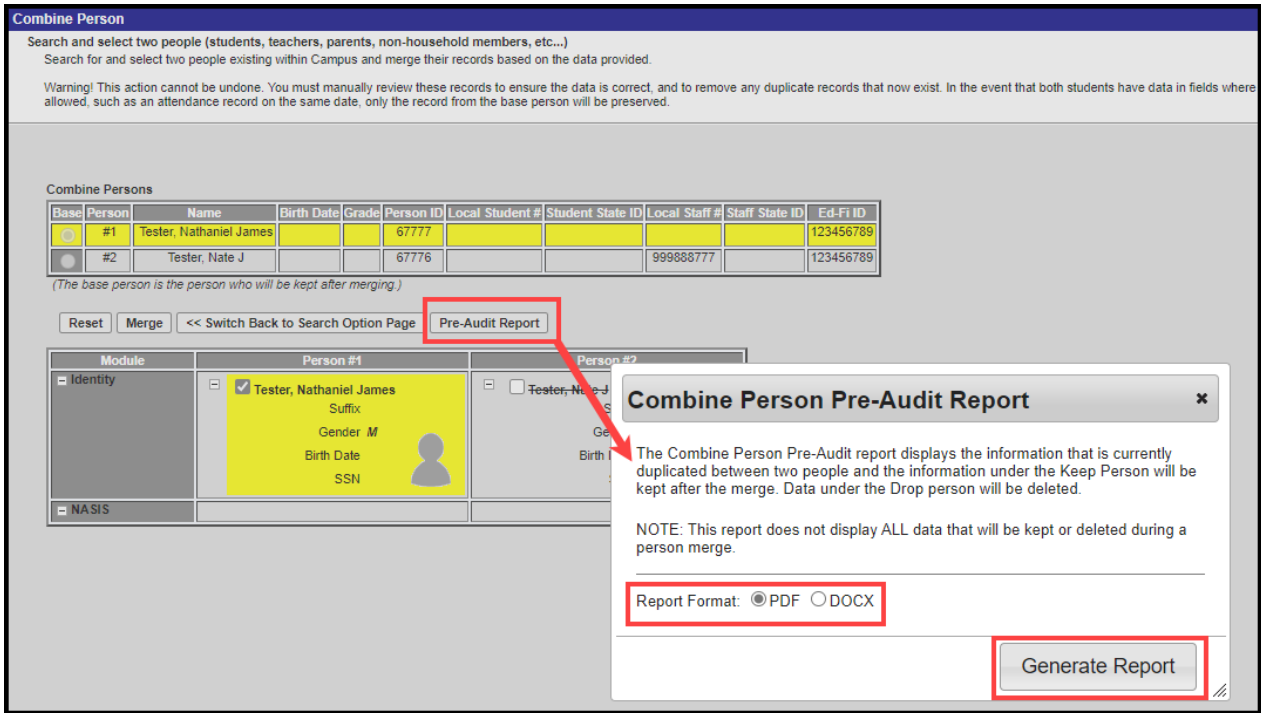 Combine Person
Search and select two people (students, teachers, parents, non-household members, etc...)
Search for and select two people existing within Campus and merge their records based on the data provided.
Warning! This action cannot be undone. You must manually review these records to ensure the data is correct, and to remove any duplicate records that now exist. In the event that both students have data in fields where
allowed, such as an attendance record on the same date, only the record from the base person will be preserved.
Combine Persons
Base Person Name Birth Date Grade Person ID Local Student # Student State ID Local Staff # Staff State ID Ed-Fi ID
#1 Tester, Nathaniel James 67777 123456789
#2 Tester, Nate J 67776 999888777 123456789
(The base person is the person who will be kept after merging.)
Reset Merge << Switch Back to Search Option Page Pre-Audit Report
Module Person #1 Person #2
Identity
Tester, Nathaniel James
Suffix
Gender M
Birth Date
SSN
Tester, J
S
Ge
Birth
NASIS
Combine Person Pre-Audit Report
The Combine Person Pre-Audit report displays the information that is currently
duplicated between two people and the information under the Keep Person will be
kept after the merge. Data under the Drop person will be deleted.
NOTE: This report does not display ALL data that will be kept or deleted during a
person merge.
Report Format: PDF DOCX
Generate Report